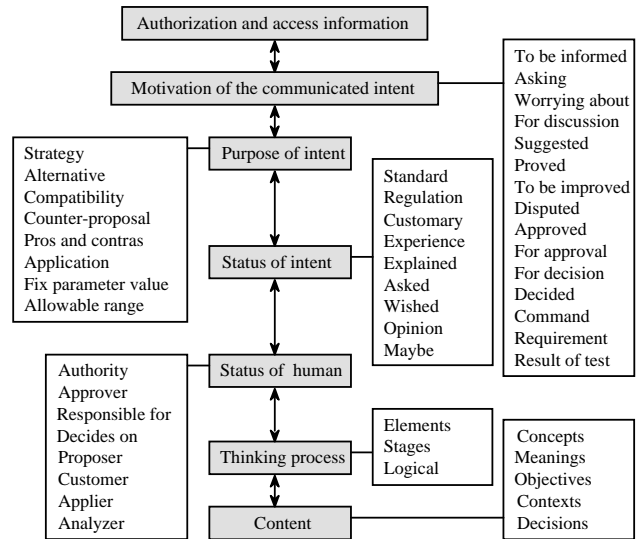 Authorization and access information
Motivation of the communicated intent
To be informed
Asking
Worrying about
For discussion
Suggested
Proved
To be improved
Disputed
Approved
For approval
For decision
Decided
Command
Requirement
Result of test
Purpose of intent
Strategy
Alternative
Compatibility
Counter-proposal
Pros and contras
Application
Fix parameter value
Allowable range
Status of intent
Standard
Regulation
Customary
Experience
Explained
Asked
Wished
Opinion
Maybe
Status of human
Authority
Approver
Responsible for
Decides on
Proposer
Customer
Applier
Analyzer
Thinking process
Elements
Stages
Logical
Content
Concepts
Meanings
Objectives
Contexts
Decisions